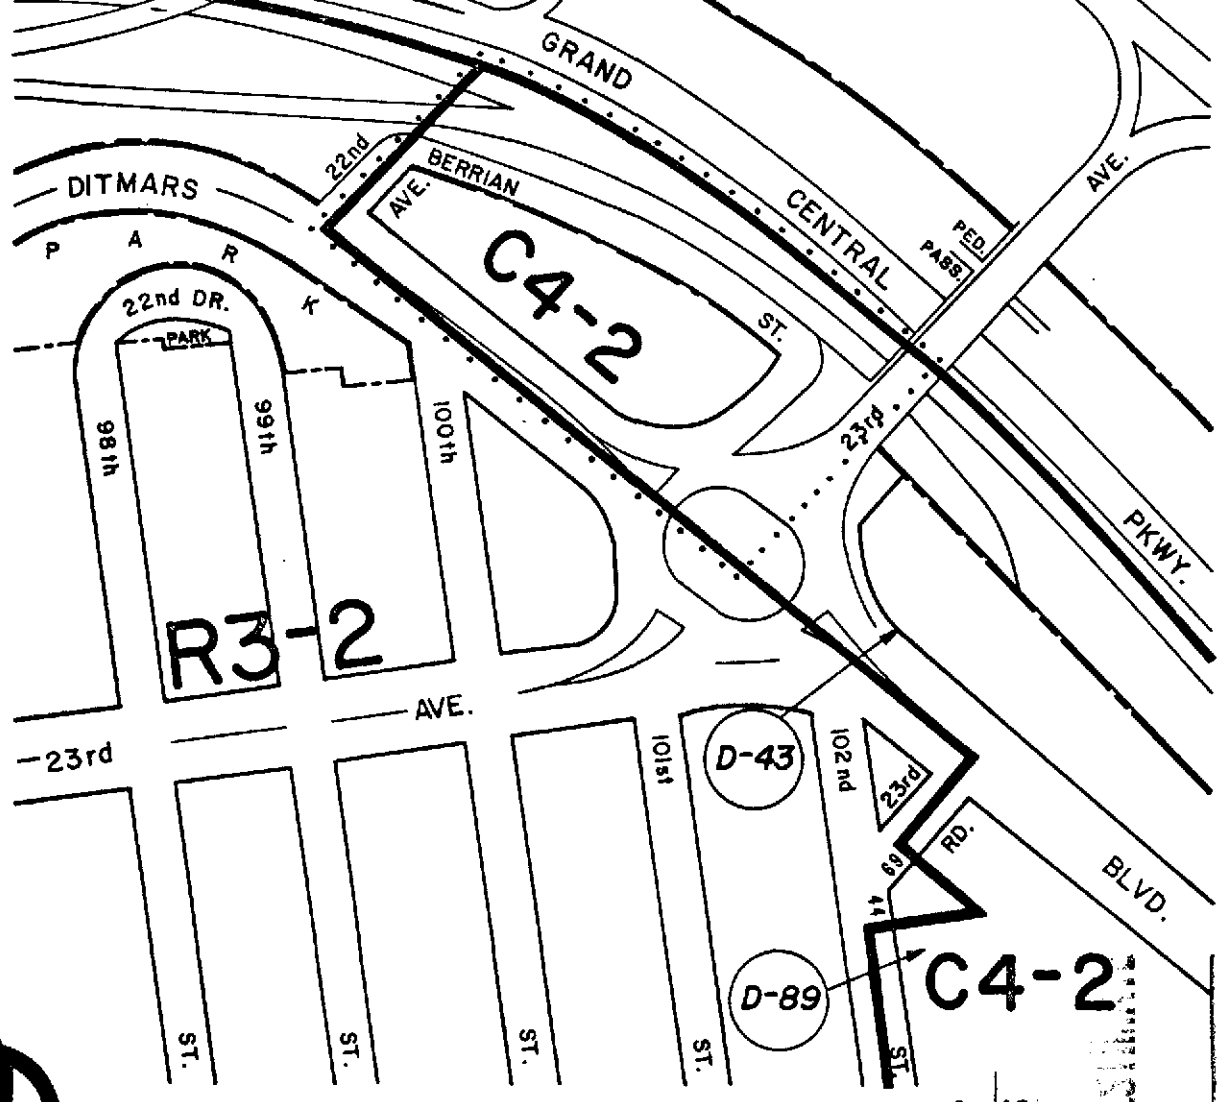 GRAND
CENTRAL
PKWY.
22nd
AVE.
BERRIAN
ST.
DITMARS
BLVD.
PARK
C4-2
PED.
PASS.
AVE.
23rd
22nd DR.
PARK
98th
99th
100th
R3-2
23rd
AVE.
101st
D-43
102nd
23rd
RD.
69
44
D-89
C4-2
ST.
ST.
ST.
ST.
ST.